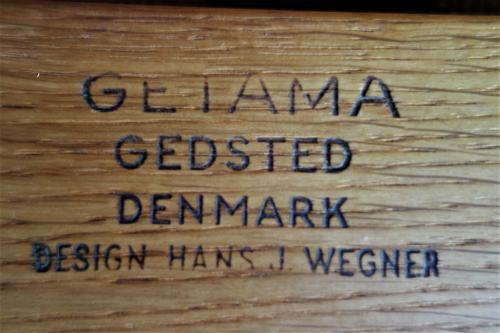 GETAMA
GEDSTED
DENMARK
DESIGN HANS J. WEGNER